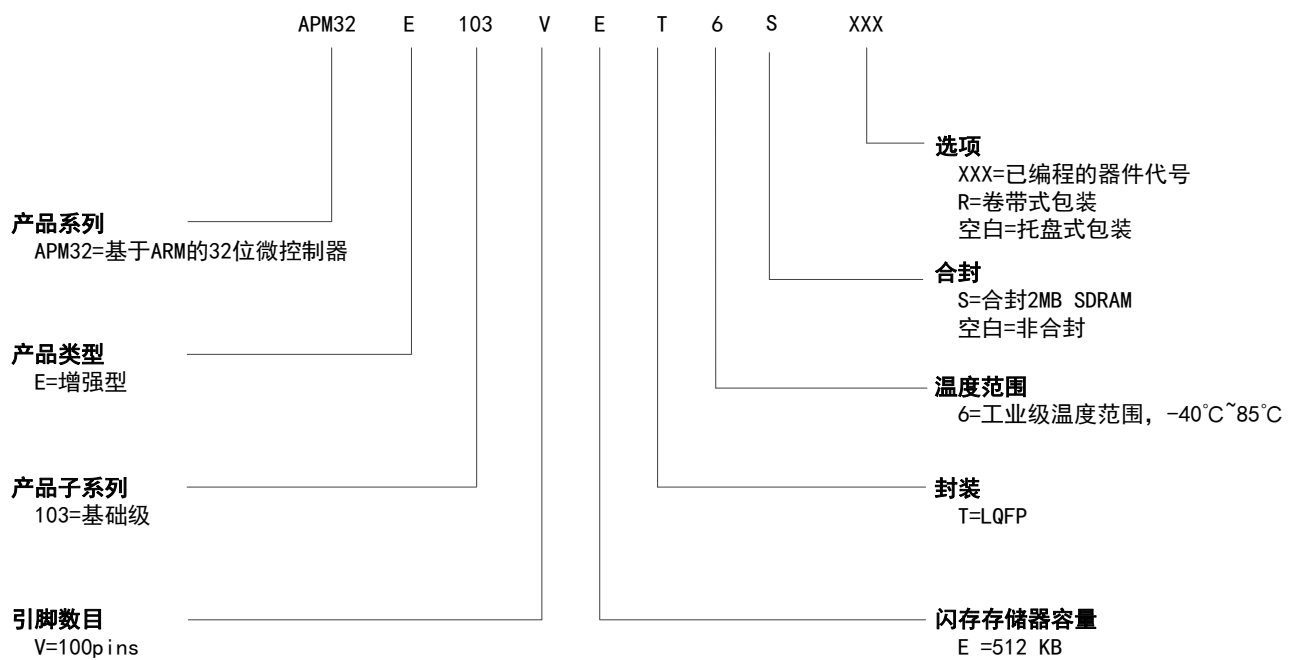 APM32 E 103 V E T 6 S XXX
选项
XXX=已编程的器件代号
R=卷带式包装
空白=托盘式包装
产品系列
APM32=基于ARM的32位微控制器
合封
S=合封2MB SDRAM
空白=非合封
产品类型
E=增强型
温度范围
6=工业级温度范围，-40℃~85℃
产品子系列
103=基础级
封装
T=LQFP
引脚数目
V=100pins
闪存存储器容量
E =512 KB